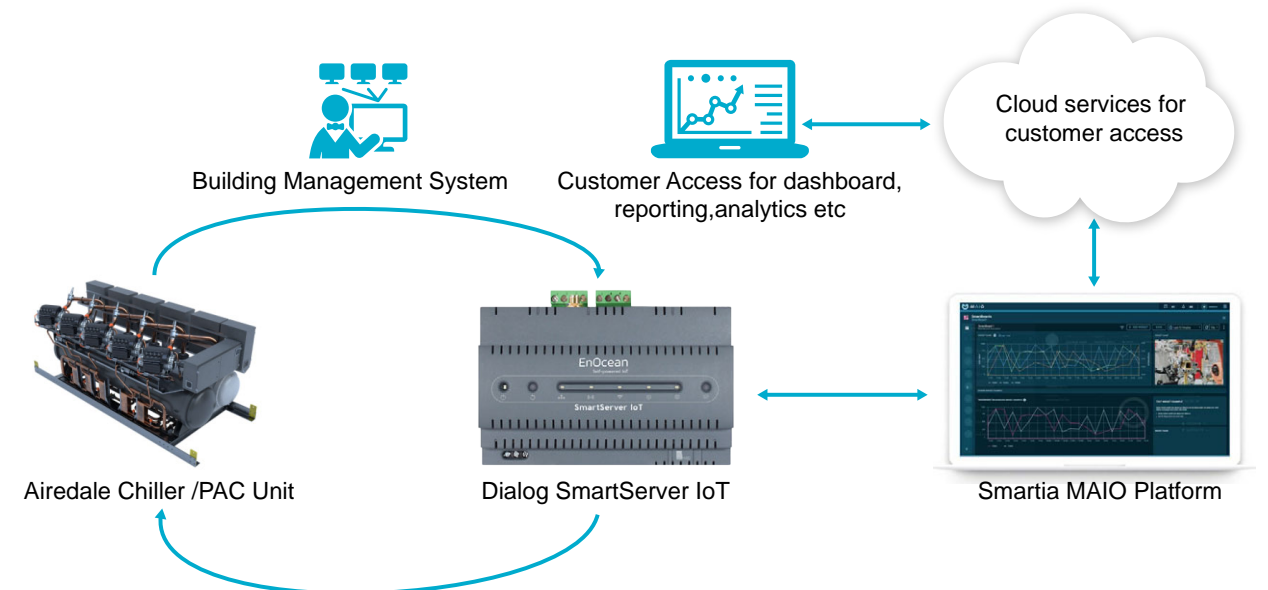 Cloud services for
customer access
Building Management System
Customer Access for dashboard,
reporting,analytics etc
EnOcean
SmartServer IoT
Airedale Chiller /PAC Unit
Dialog SmartServer IoT
Smartia MAIO Platform